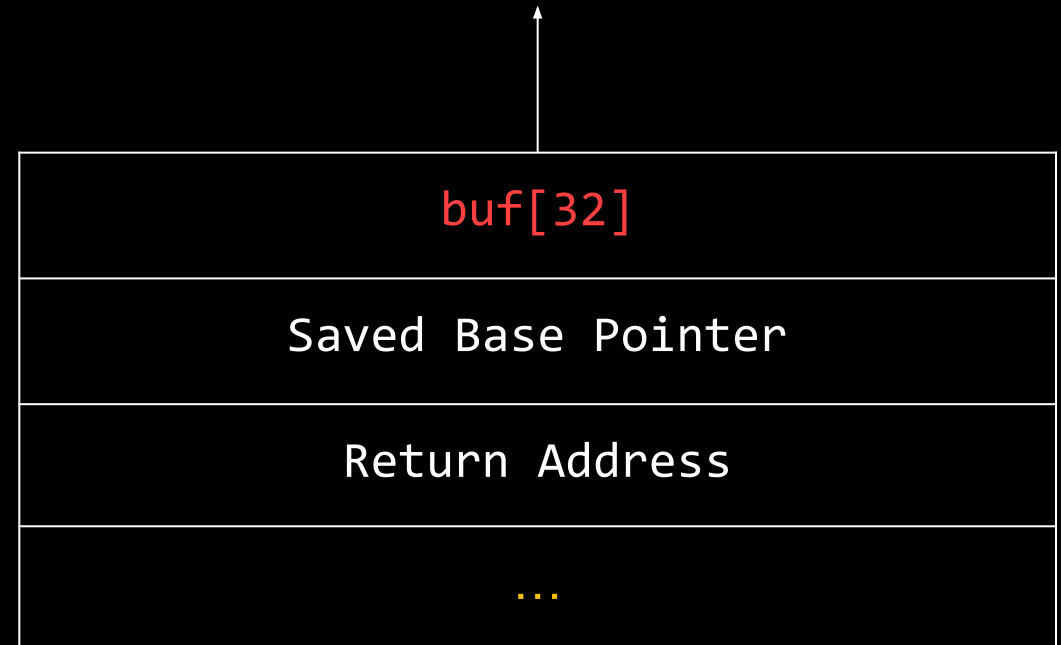 buf[32]
Saved Base Pointer
Return Address
...